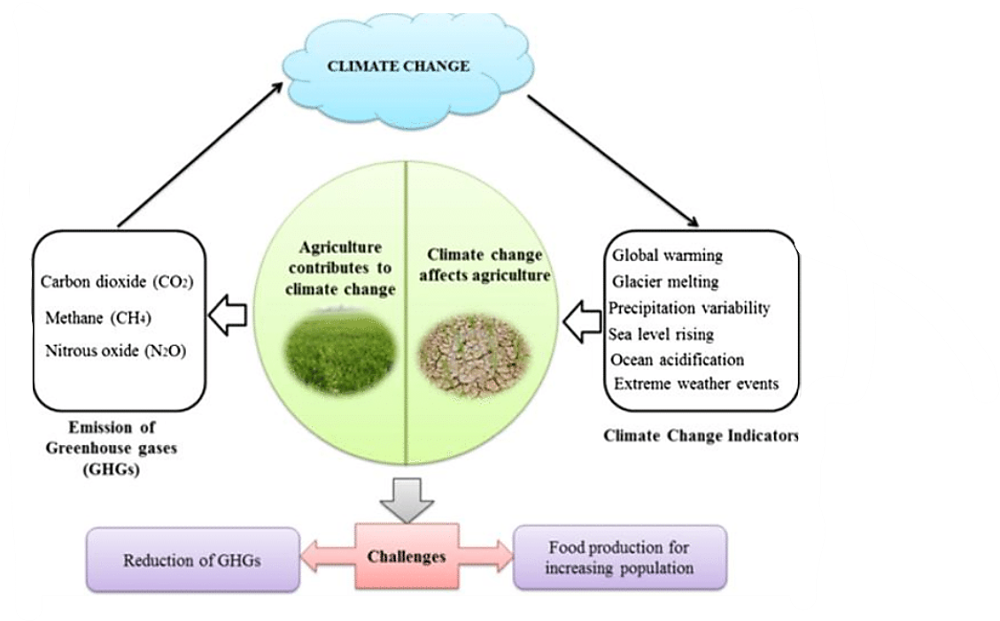 CLIMATE CHANGE
Agriculture
contributes to
climate change
Climate change
affects agriculture
Carbon dioxide (CO₂)
Methane (CH₄)
Nitrous oxide (N₂O)
Emission of
Greenhouse gases
(GHGs)
Global warming
Glacier melting
Precipitation variability
Sea level rising
Ocean acidification
Extreme weather events
Climate Change Indicators
Reduction of GHGs
Challenges
Food production for
increasing population